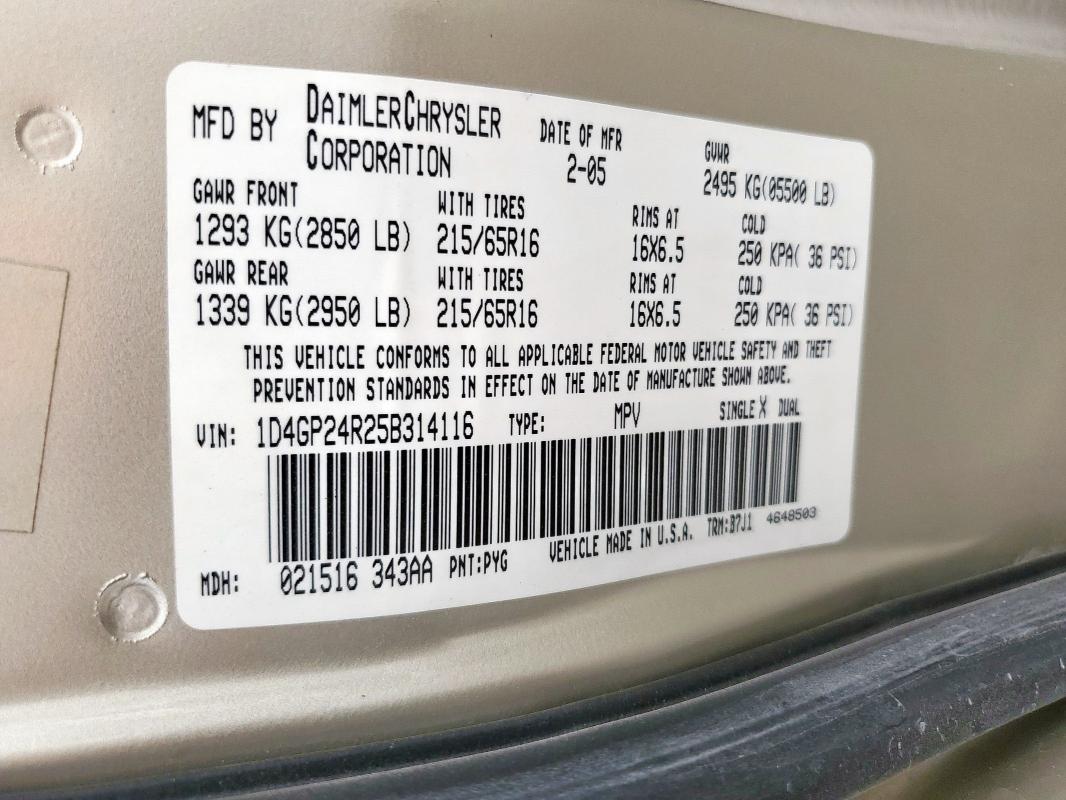 MFD BY DAIMLERCHRYSLER CORPORATION DATE OF MFR 2-05 GVWR 2495 KG(05500 LB)
GAWR FRONT WITH TIRES RIMS AT COLD
1293 KG(2850 LB) 215/65R16 16X6.5 250 KPA( 36 PSI)
GAWR REAR WITH TIRES RIMS AT COLD
1339 KG(2950 LB) 215/65R16 16X6.5 250 KPA( 36 PSI)
THIS VEHICLE CONFORMS TO ALL APPLICABLE FEDERAL MOTOR VEHICLE SAFETY AND THEFT
PREVENTION STANDARDS IN EFFECT ON THE DATE OF MANUFACTURE SHOWN ABOVE.
VIN: 1D4GP24R25B314116 TYPE: MPV SINGLE X DUAL
MDH: 021516 343AA PNT:PYG VEHICLE MADE IN U.S.A. TRM:B7J1 4648503